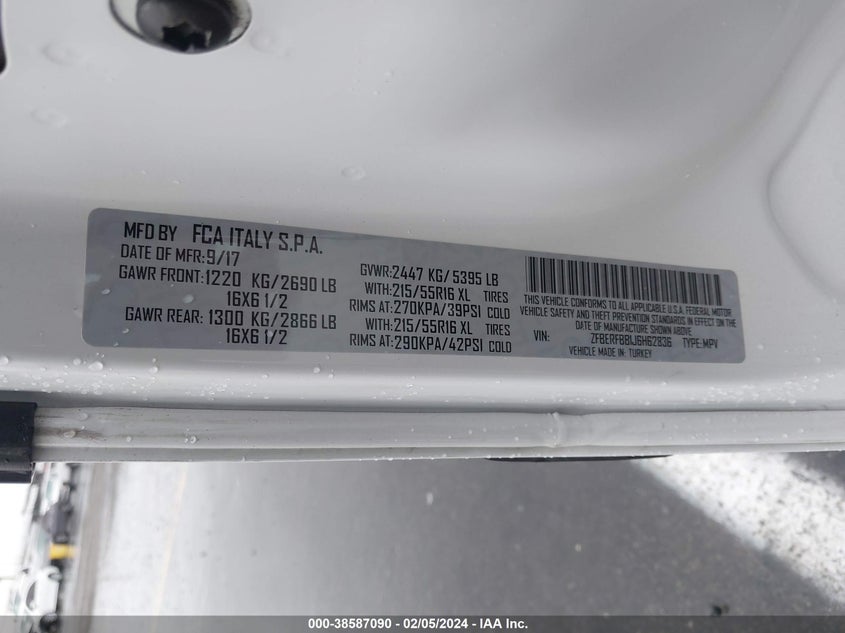 MFD BY FCA ITALY S.P.A.
DATE OF MFR: 9/17
GAWR FRONT: 1220 KG/2690 LB
16X6 1/2
GAWR REAR: 1300 KG/2866 LB
16X6 1/2
GVWR: 2447 KG/5395 LB
WITH: 215/55R16 XL TIRES
RIMS AT: 270KPA/39PSI COLD
WITH: 215/55R16 XL TIRES
RIMS AT: 290KPA/42PSI COLD
THIS VEHICLE CONFORMS TO ALL APPLICABLE U.S.A. FEDERAL MOTOR
VEHICLE SAFETY AND THEFT PREVENTION STANDARDS IN EFFECT ON THE
DATE OF MANUFACTURE SHOWN ABOVE
VIN: ZFBERFBB1J6H62836 TYPE: MPV
VEHICLE MADE IN: TURKEY
000-38587090 - 02/05/2024 - IAA Inc.